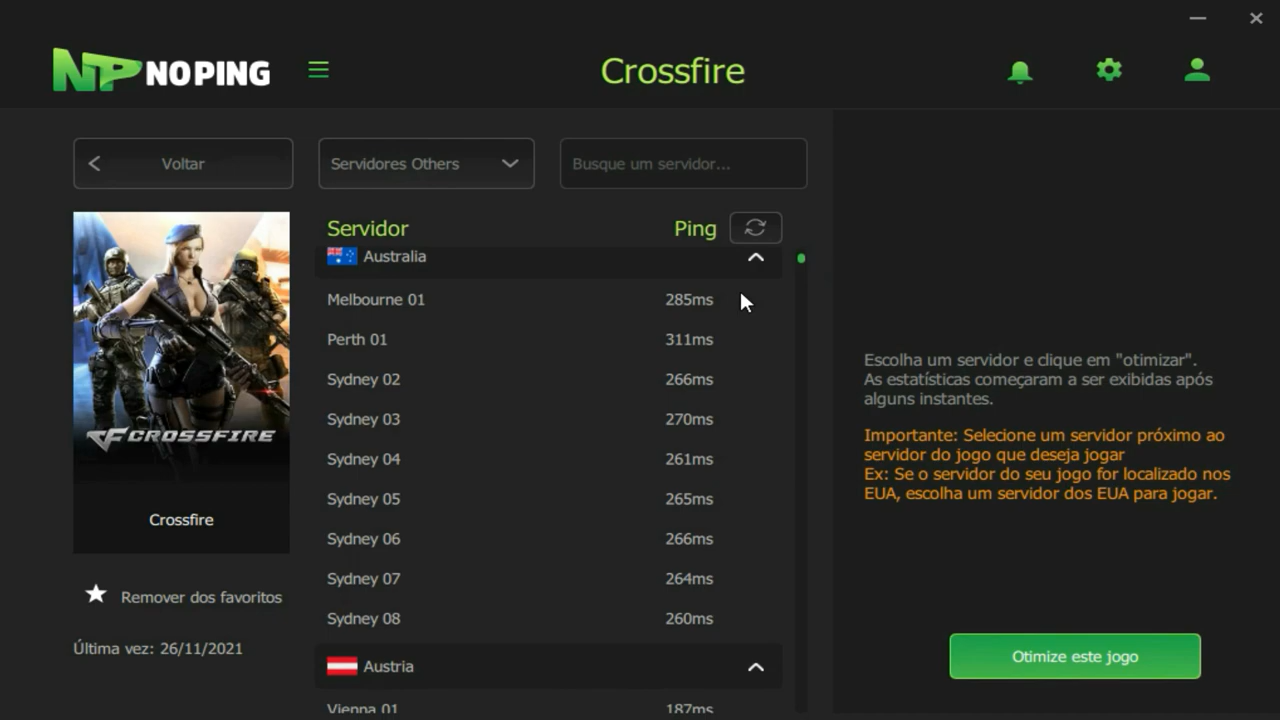 NP NOPING
Crossfire
Voltar
Servidores Others
Busque um servidor...
Servidor Ping
Australia
Melbourne 01 285ms
Perth 01 311ms
Sydney 02 266ms
Sydney 03 270ms
Sydney 04 261ms
Sydney 05 265ms
Sydney 06 266ms
Sydney 07 264ms
Sydney 08 260ms
Austria
Vienna 01 187ms
CF CROSSFIRE
Crossfire
Remover dos favoritos
Última vez: 26/11/2021
Escolha um servidor e clique em "otimizar".
As estatísticas começaram a ser exibidas após
alguns instantes.
Importante: Selecione um servidor próximo ao
servidor do jogo que deseja jogar
Ex: Se o servidor do seu jogo for localizado nos
EUA, escolha um servidor dos EUA para jogar.
Otimize este jogo